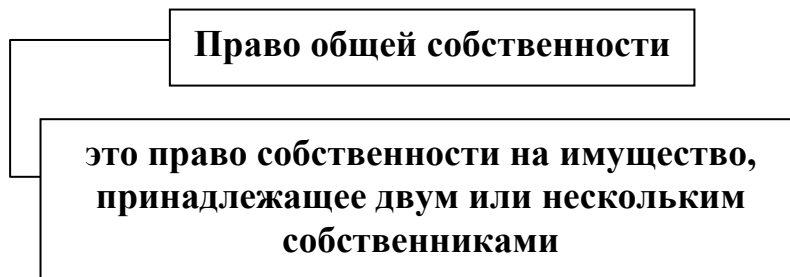 Право общей собственности
это право собственности на имущество,
принадлежащее двум или нескольким
собственниками